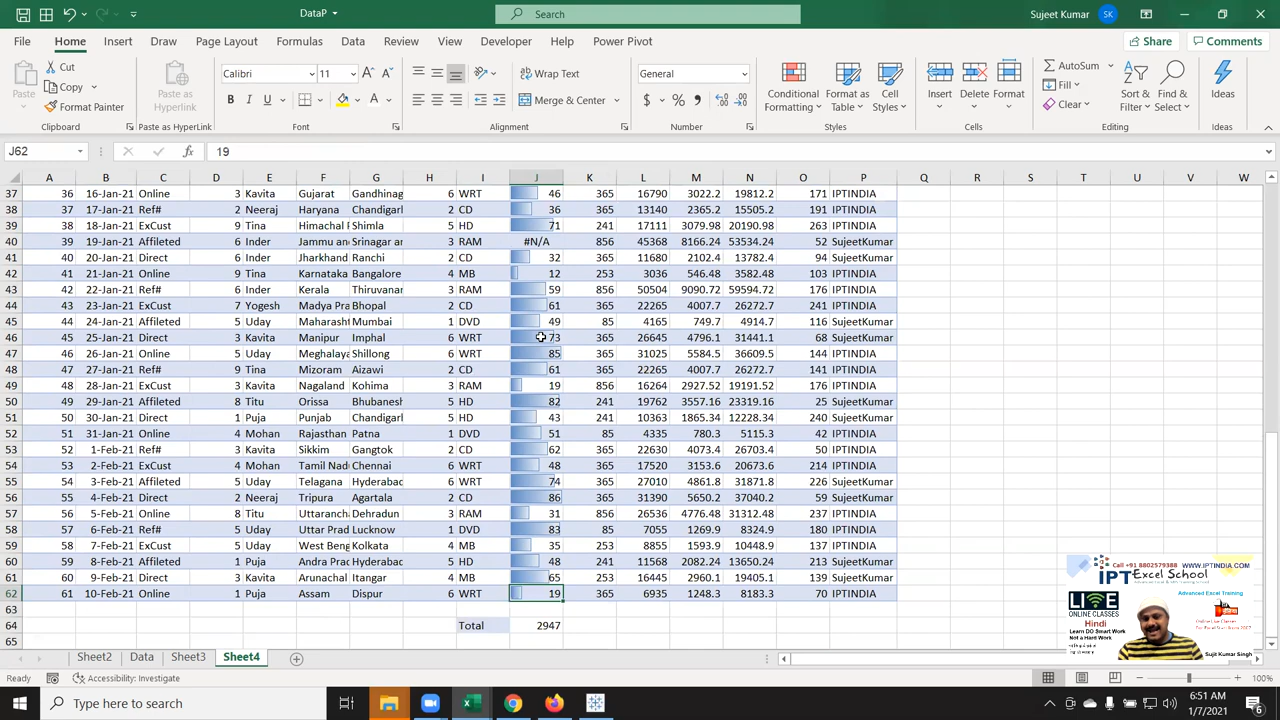 DataP
Search
Sujeet Kumar
SK
File Home Insert Draw Page Layout Formulas Data Review View Developer Help Power Pivot
Share
Comments
Paste
Cut
Copy
Format Painter
Clipboard
Paste as
Hyperlink
Paste as HyperLink
Calibri
11
B I U
Font
Wrap Text
Merge & Center
Alignment
General
$ % ,
Number
Conditional
Formatting
Format as
Table
Cell
Styles
Styles
Insert
Delete
Format
Cells
AutoSum
Fill
Clear
Sort &
Filter
Find &
Select
Editing
Ideas
Ideas
J62
fx
19
A B C D E F G H I J K L M N O P Q R S T U V W
37 36 16-Jan-21 Online 3 Kavita Gujarat Gandhinag 6 WRT 46 365 16790 3022.2 19812.2 171 IPTINDIA
38 37 17-Jan-21 Ref# 2 Neeraj Haryana Chandigarl 2 CD 36 365 13140 2365.2 15505.2 191 IPTINDIA
39 38 18-Jan-21 ExCust 9 Tina Himachal F Shimla 5 HD 71 241 17111 3079.98 20190.98 263 IPTINDIA
40 39 19-Jan-21 Affileted 6 Inder Jammu an Srinagar ar 3 RAM #N/A 856 45368 8166.24 53534.24 52 SujeetKumar
41 40 20-Jan-21 Direct 6 Inder Jharkhand Ranchi 2 CD 32 365 11680 2102.4 13782.4 94 SujeetKumar
42 41 21-Jan-21 Online 9 Tina Karnataka Bangalore 4 MB 12 253 3036 546.48 3582.48 103 SujeetKumar
43 42 22-Jan-21 Ref# 6 Inder Kerala Thiruvanar 3 RAM 59 856 50504 9090.72 59594.72 176 IPTINDIA
44 43 23-Jan-21 ExCust 7 Yogesh Madya Pra Bhopal 2 CD 61 365 22265 4007.7 26272.7 241 IPTINDIA
45 44 24-Jan-21 Affileted 5 Uday Maharasht Mumbai 1 DVD 49 85 4165 749.7 4914.7 116 SujeetKumar
46 45 25-Jan-21 Direct 3 Kavita Manipur Imphal 6 WRT 73 365 26645 4796.1 31441.1 68 SujeetKumar
47 46 26-Jan-21 Online 5 Uday Meghalaya Shillong 6 WRT 85 365 31025 5584.5 36609.5 144 IPTINDIA
48 47 27-Jan-21 Ref# 9 Tina Mizoram Aizawi 2 CD 61 365 22265 4007.7 26272.7 141 IPTINDIA
49 48 28-Jan-21 ExCust 3 Kavita Nagaland Kohima 3 RAM 19 856 16264 2927.52 19191.52 176 IPTINDIA
50 49 29-Jan-21 Affileted 8 Titu Orissa Bhubanesh 5 HD 82 241 19762 3557.16 23319.16 25 SujeetKumar
51 50 30-Jan-21 Direct 1 Puja Punjab Chandigarl 5 HD 43 241 10363 1865.34 12228.34 240 SujeetKumar
52 51 31-Jan-21 Online 4 Mohan Rajasthan Patna 1 DVD 51 85 4335 780.3 5115.3 42 IPTINDIA
53 52 1-Feb-21 Ref# 3 Kavita Sikkim Gangtok 2 CD 62 365 22630 4073.4 26703.4 50 IPTINDIA
54 53 2-Feb-21 ExCust 4 Mohan Tamil Nad Chennai 6 WRT 48 365 17520 3153.6 20673.6 214 IPTINDIA
55 54 3-Feb-21 Affileted 5 Uday Telagana Hyderabac 6 WRT 74 365 27010 4861.8 31871.8 226 SujeetKumar
56 55 4-Feb-21 Direct 2 Neeraj Tripura Agartala 2 CD 86 365 31390 5650.2 37040.2 59 SujeetKumar
57 56 5-Feb-21 Online 8 Titu Uttarancha Dehradun 3 RAM 31 856 26536 4776.48 31312.48 237 SujeetKumar
58 57 6-Feb-21 Ref# 5 Uday Uttar Prad Lucknow 1 DVD 83 85 7055 1269.9 8324.9 180 IPTINDIA
59 58 7-Feb-21 ExCust 5 Uday West Beng Kolkata 4 MB 35 253 8855 1593.9 10448.9 137 IPTINDIA
60 59 8-Feb-21 Affileted 1 Puja Andra Prac Hyderabac 5 HD 48 241 11568 2082.24 13650.24 213 IPTINDIA
61 60 9-Feb-21 Direct 3 Kavita Arunachal Itangar 4 MB 65 253 16445 2960.1 19405.1 139 IPTINDIA
62 61 10-Feb-21 Online 1 Puja Assam Dispur 6 WRT 19 365 6935 1248.3 8183.3 70 IPTINDIA
63
64 Total 2947
65
Call +91 8802579388 WWW.IPTINDIA.COM
IPT Excel School
LIVE
ONLINE CLASSES
Hindi
Learn DO Smart Work
Not a Hard Work
Advanced Excel Training
Sujit Kumar Singh
Sheet2 Data Sheet3 Sheet4
Accessibility: Investigate
100%
Type here to search
6:51 AM
1/7/2021